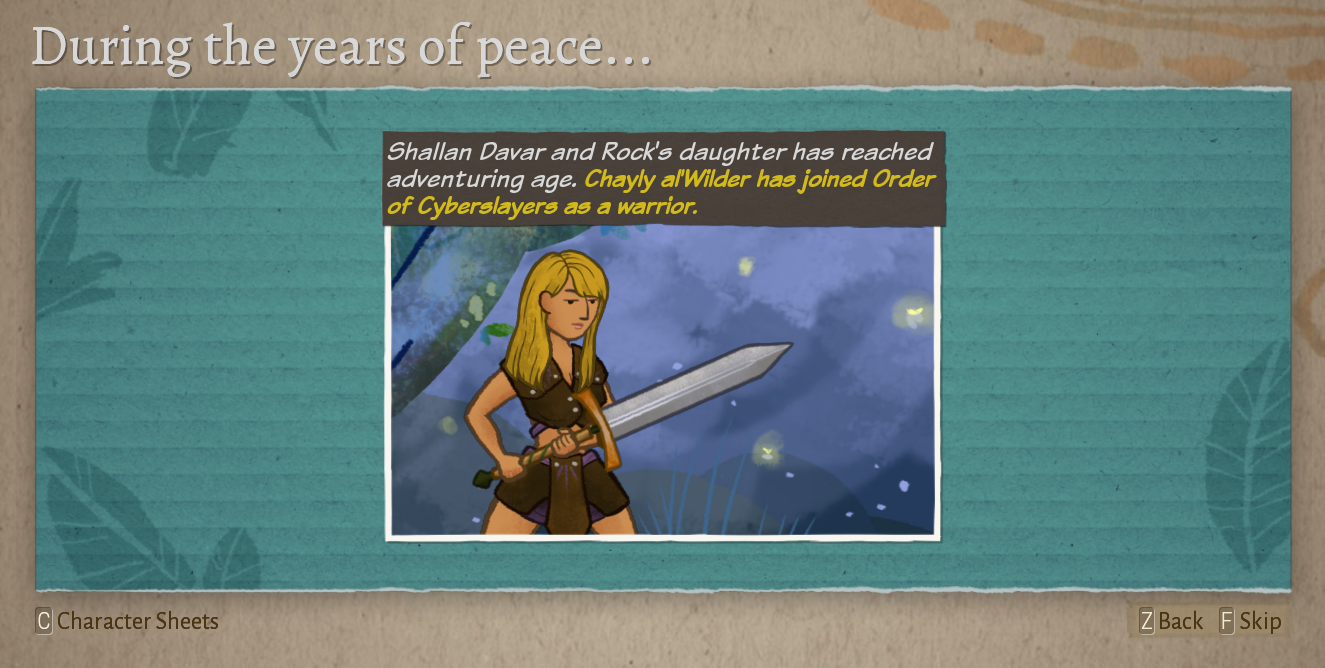 During the years of peace...
Shallan Davar and Rock's daughter has reached
adventuring age. Chayly al'Wilder has joined Order
of Cyberslayers as a warrior.
C Character Sheets
Z Back F Skip